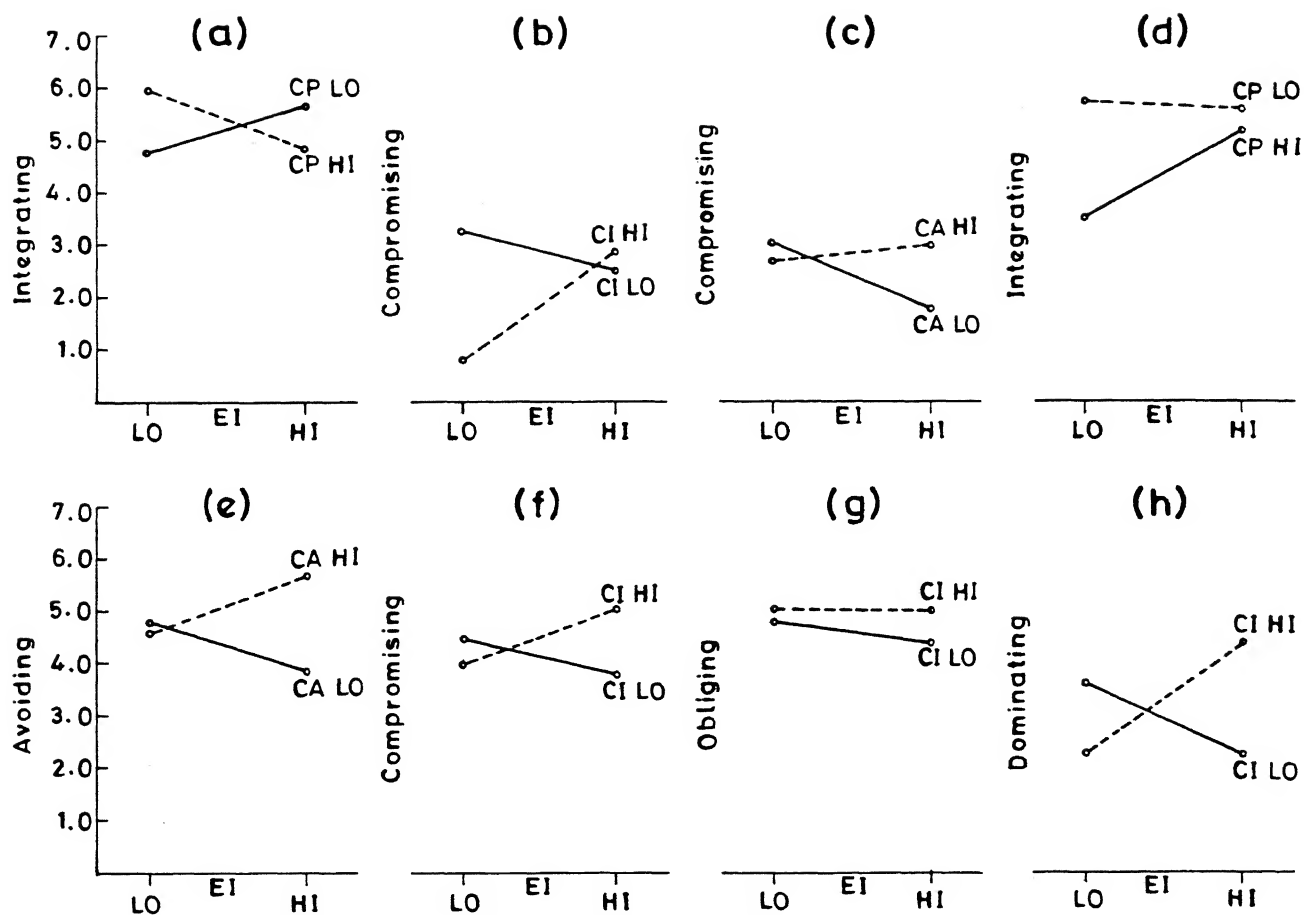 (a)
7.0
6.0
5.0
4.0
3.0
2.0
1.0
Integrating
CP LO
CP HI
LO EI HI
(b)
Compromising
CI HI
CI LO
LO EI HI
(c)
Compromising
CA HI
CA LO
LO EI HI
(d)
Integrating
CP LO
CP HI
LO EI HI
(e)
7.0
6.0
5.0
4.0
3.0
2.0
1.0
Avoiding
CA HI
CA LO
LO EI HI
(f)
Compromising
CI HI
CI LO
LO EI HI
(g)
Obliging
CI HI
CI LO
LO EI HI
(h)
Dominating
CI HI
CI LO
LO EI HI